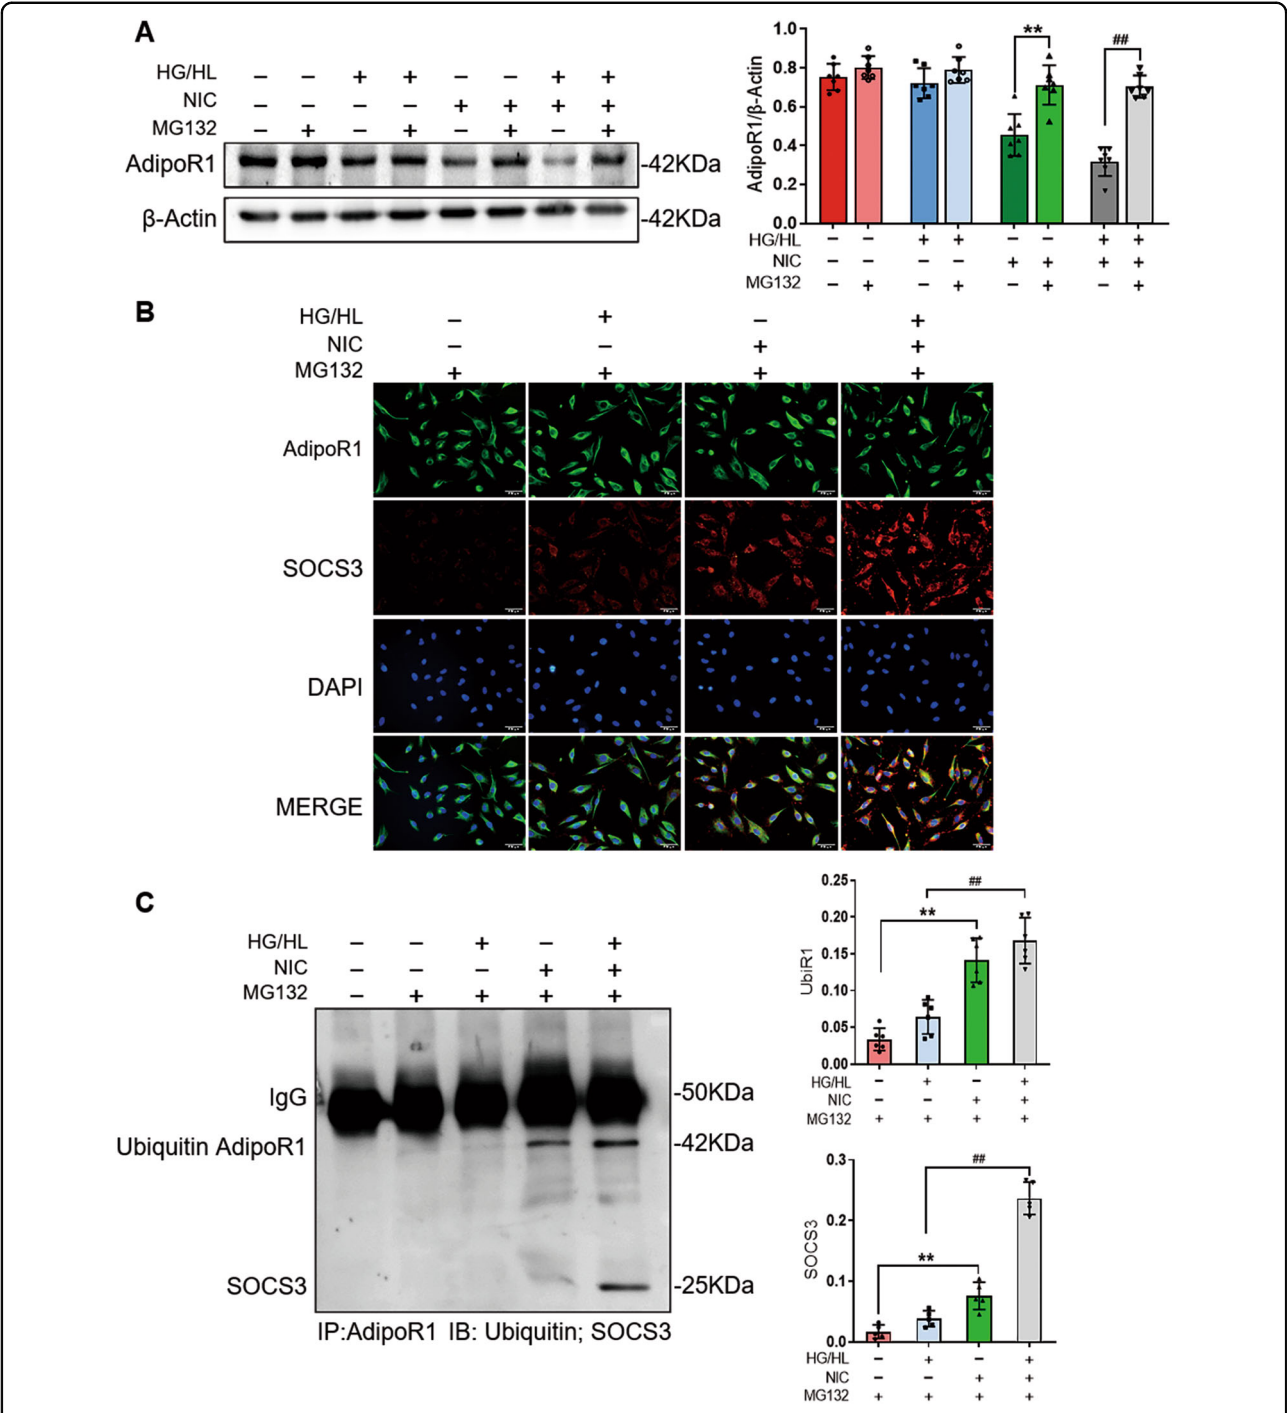 A
HG/HL – – + + – – + +
NIC – – – – + + + +
MG132 – + – + – + – +
AdipoR1 -42KDa
β-Actin -42KDa
AdipoR1/β-Actin
1.0
0.8
0.6
0.4
0.2
0.0
**
##
HG/HL – – + + – – + +
NIC – – – – + + + +
MG132 – + – + – + – +
B
HG/HL – + – +
NIC – – + +
MG132 + + + +
AdipoR1
SOCS3
DAPI
MERGE
C
HG/HL – – + – +
NIC – – – + +
MG132 – + + + +
IgG -50KDa
Ubiquitin AdipoR1 -42KDa
SOCS3 -25KDa
IP:AdipoR1 IB: Ubiquitin; SOCS3
UbiR1
0.25
0.20
0.15
0.10
0.05
0.00
**
##
HG/HL – + – +
NIC – – + +
MG132 + + + +
SOCS3
0.3
0.2
0.1
0.0
**
##
HG/HL – + – +
NIC – – + +
MG132 + + + +